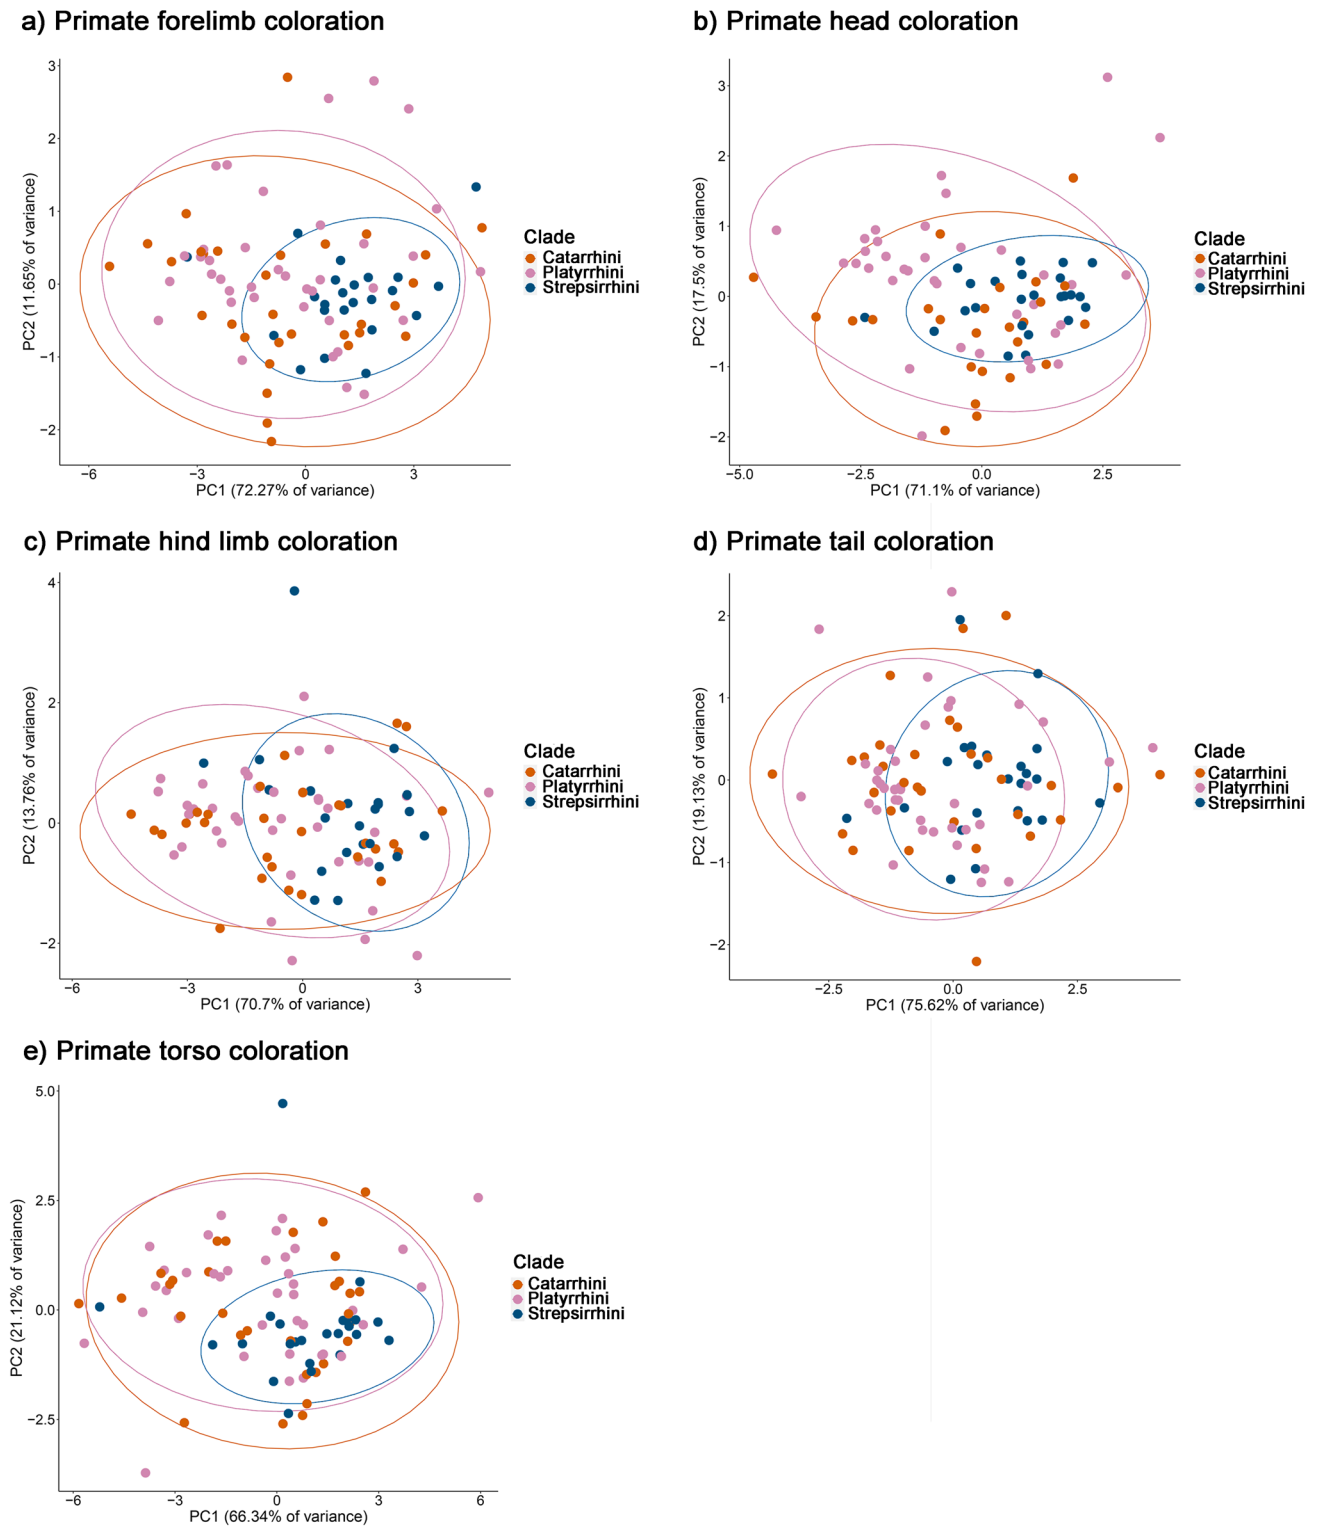 a) Primate forelimb coloration
3
2
1
0
−1
−2
PC2 (11.65% of variance)
−6
−3
0
3
PC1 (72.27% of variance)
Clade
Catarrhini
Platyrrhini
Strepsirrhini
b) Primate head coloration
3
2
1
0
−1
−2
PC2 (17.5% of variance)
−5.0
−2.5
0.0
2.5
PC1 (71.1% of variance)
Clade
Catarrhini
Platyrrhini
Strepsirrhini
c) Primate hind limb coloration
4
2
0
−2
PC2 (13.76% of variance)
−6
−3
0
3
PC1 (70.7% of variance)
Clade
Catarrhini
Platyrrhini
Strepsirrhini
d) Primate tail coloration
2
1
0
−1
−2
PC2 (19.13% of variance)
−2.5
0.0
2.5
PC1 (75.62% of variance)
Clade
Catarrhini
Platyrrhini
Strepsirrhini
e) Primate torso coloration
5.0
2.5
0.0
−2.5
PC2 (21.12% of variance)
−6
−3
0
3
6
PC1 (66.34% of variance)
Clade
Catarrhini
Platyrrhini
Strepsirrhini